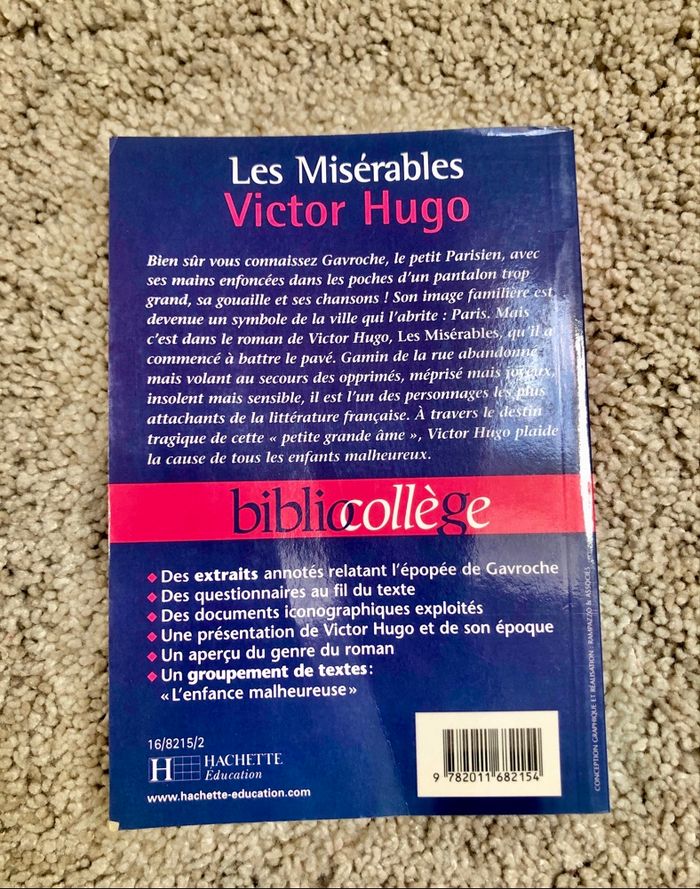 Les Misérables
Victor Hugo
Bien sûr vous connaissez Gavroche, le petit Parisien, avec
ses mains enfoncées dans les poches d'un pantalon trop
grand, sa gouaille et ses chansons ! Son image familière est
devenue un symbole de la ville qui l'abrite : Paris. Mais
c'est dans le roman de Victor Hugo, Les Misérables, qu'il a
commencé à battre le pavé. Gamin de la rue abandonné
mais volant au secours des opprimés, méprisé mais joyeux,
insolent mais sensible, il est l'un des personnages les plus
attachants de la littérature française. À travers le destin
tragique de cette « petite grande âme », Victor Hugo plaide
la cause de tous les enfants malheureux.
bibliocollège
◆ Des extraits annotés relatant l'épopée de Gavroche
◆ Des questionnaires au fil du texte
◆ Des documents iconographiques exploités
◆ Une présentation de Victor Hugo et de son époque
◆ Un aperçu du genre du roman
◆ Un groupement de textes :
« L'enfance malheureuse »
16/8215/2
H HACHETTE
Education
www.hachette-education.com
9 782011 682154
CONCEPTION GRAPHIQUE ET RÉALISATION : RAMPAZZO & ASSOCIÉS